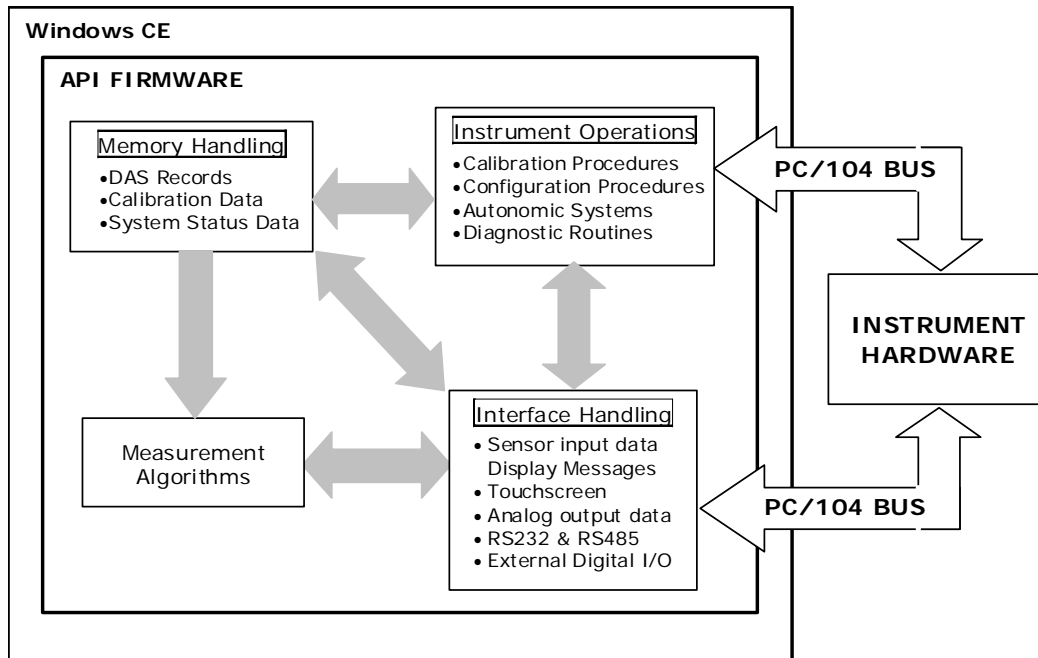 Windows CE
API FIRMWARE
Memory Handling
•DAS Records
•Calibration Data
•System Status Data
Instrument Operations
•Calibration Procedures
•Configuration Procedures
•Autonomic Systems
•Diagnostic Routines
PC/104 BUS
INSTRUMENT
HARDWARE
Measurement
Algorithms
Interface Handling
• Sensor input data
Display Messages
• Touchscreen
• Analog output data
• RS232 & RS485
• External Digital I/O
PC/104 BUS